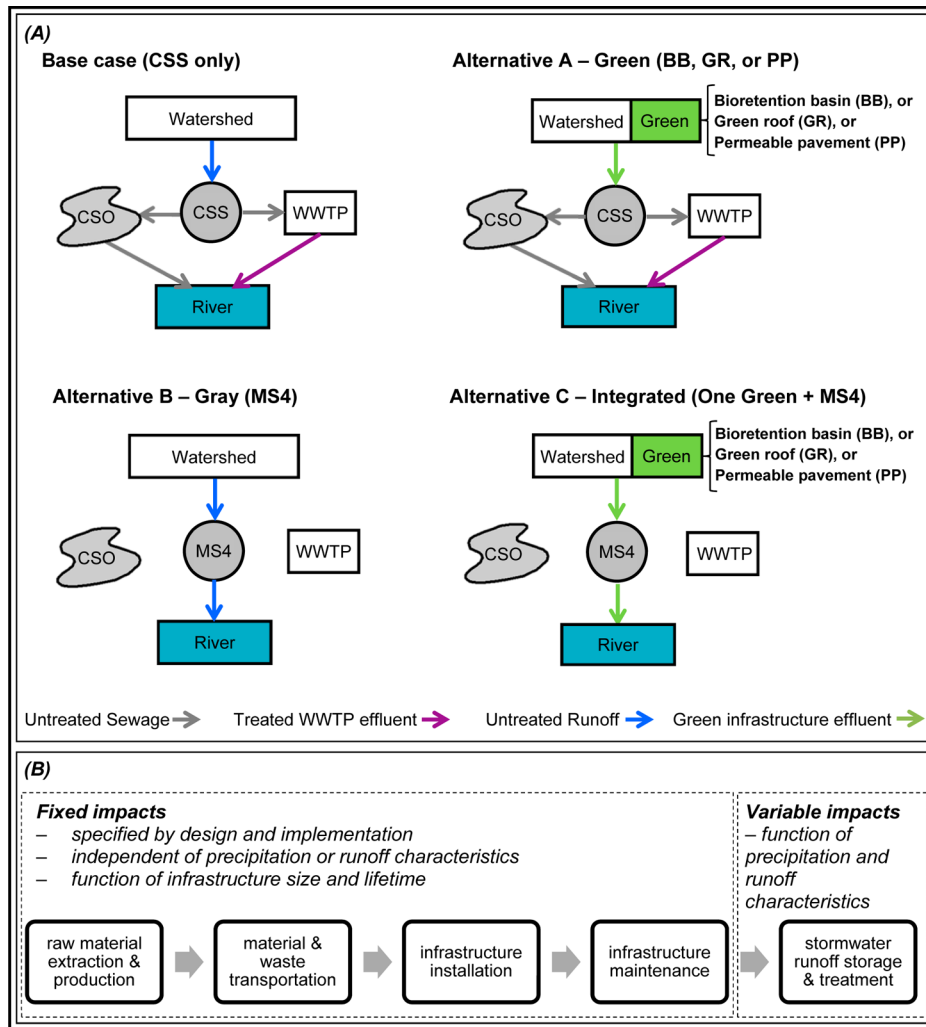 (A)
Base case (CSS only)
Watershed
CSO
CSS
WWTP
River
Alternative A – Green (BB, GR, or PP)
Watershed
Green
Bioretention basin (BB), or
Green roof (GR), or
Permeable pavement (PP)
CSO
CSS
WWTP
River
Alternative B – Gray (MS4)
Watershed
CSO
MS4
WWTP
River
Alternative C – Integrated (One Green + MS4)
Watershed
Green
Bioretention basin (BB), or
Green roof (GR), or
Permeable pavement (PP)
CSO
MS4
WWTP
River
Untreated Sewage
Treated WWTP effluent
Untreated Runoff
Green infrastructure effluent
(B)
Fixed impacts
– specified by design and implementation
– independent of precipitation or runoff characteristics
– function of infrastructure size and lifetime
Variable impacts
– function of
precipitation and
runoff
characteristics
raw material
extraction &
production
material &
waste
transportation
infrastructure
installation
infrastructure
maintenance
stormwater
runoff storage
& treatment